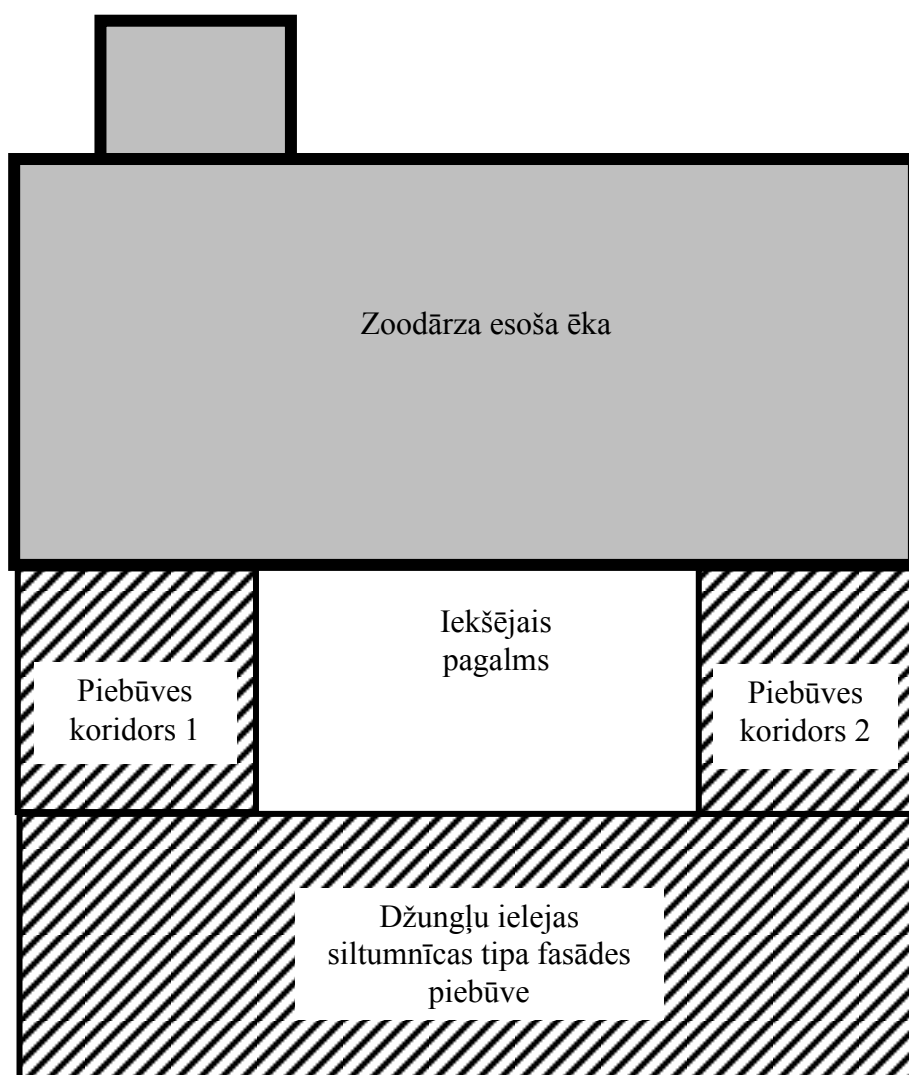 Zoodārza esoša ēka
Iekšējais
pagalms
Piebūves
koridors 1
Piebūves
koridors 2
Džungļu ielejas
siltumnīcas tipa fasādes
piebūve